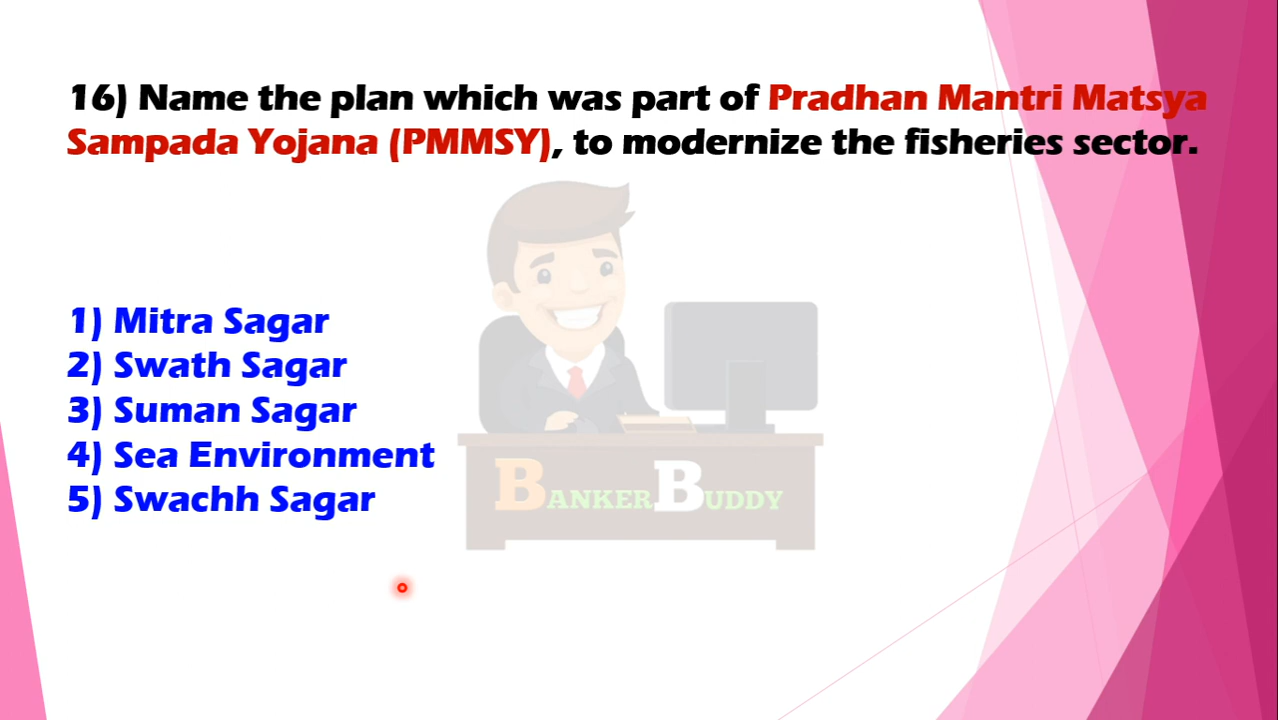 16) Name the plan which was part of Pradhan Mantri Matsya
Sampada Yojana (PMMSY), to modernize the fisheries sector.
1) Mitra Sagar
2) Swath Sagar
3) Suman Sagar
4) Sea Environment
5) Swachh Sagar
BANKERBUDDY